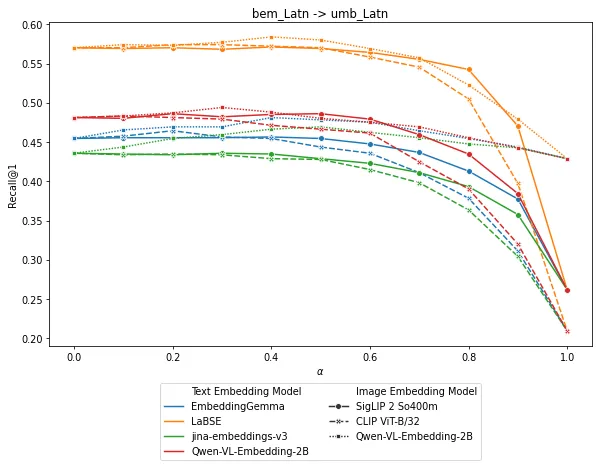 bem_Latn -> umb_Latn
0.60
0.55
0.50
0.45
0.40
0.35
0.30
0.25
0.20
Recall@1
0.0 0.2 0.4 0.6 0.8 1.0
α
Text Embedding Model
EmbeddingGemma
LaBSE
jina-embeddings-v3
Qwen-VL-Embedding-2B
Image Embedding Model
SigLIP 2 So400m
CLIP ViT-B/32
Qwen-VL-Embedding-2B